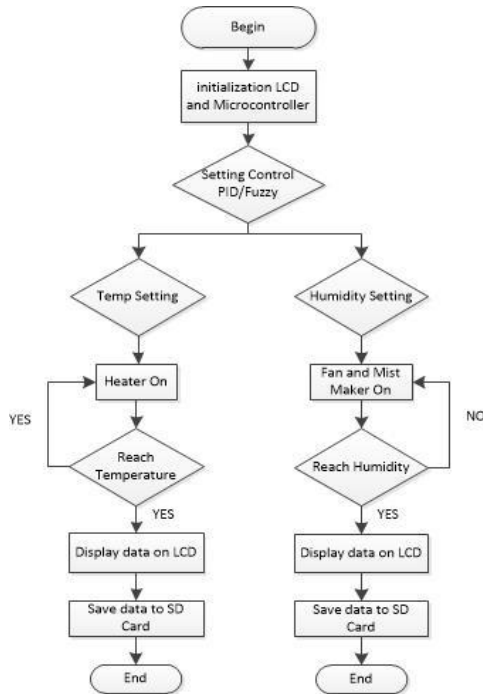 Begin
initialization LCD
and Microcontroller
Setting Control
PID/Fuzzy
Temp Setting
Humidity Setting
Heater On
Fan and Mist
Maker On
YES
NO
Reach
Temperature
Reach Humidity
YES
YES
Display data on LCD
Display data on LCD
Save data to SD
Card
Save data to SD
Card
End
End